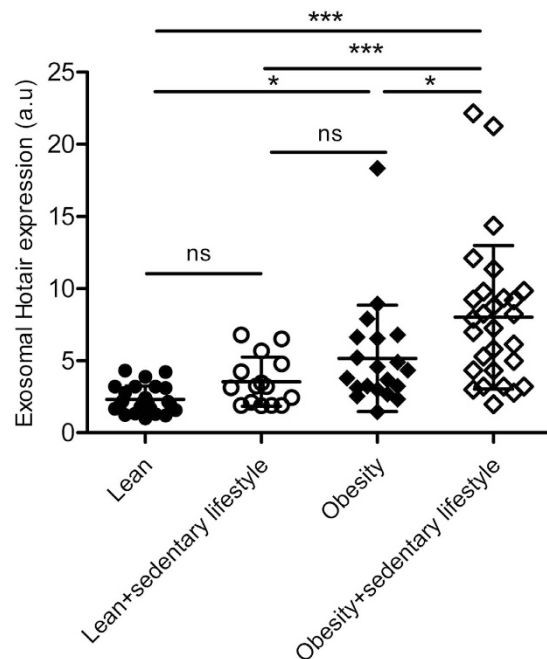 ***
***
* *
ns
ns
Exosomal Hotair expression (a.u)
25
20
15
10
5
0
Lean
Lean+sedentary lifestyle
Obesity
Obesity+sedentary lifestyle